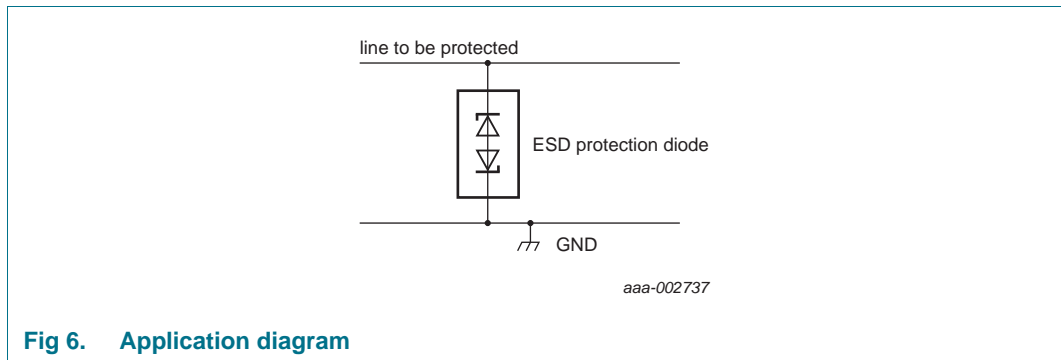 line to be protected
ESD protection diode
GND
aaa-002737
Fig 6. Application diagram